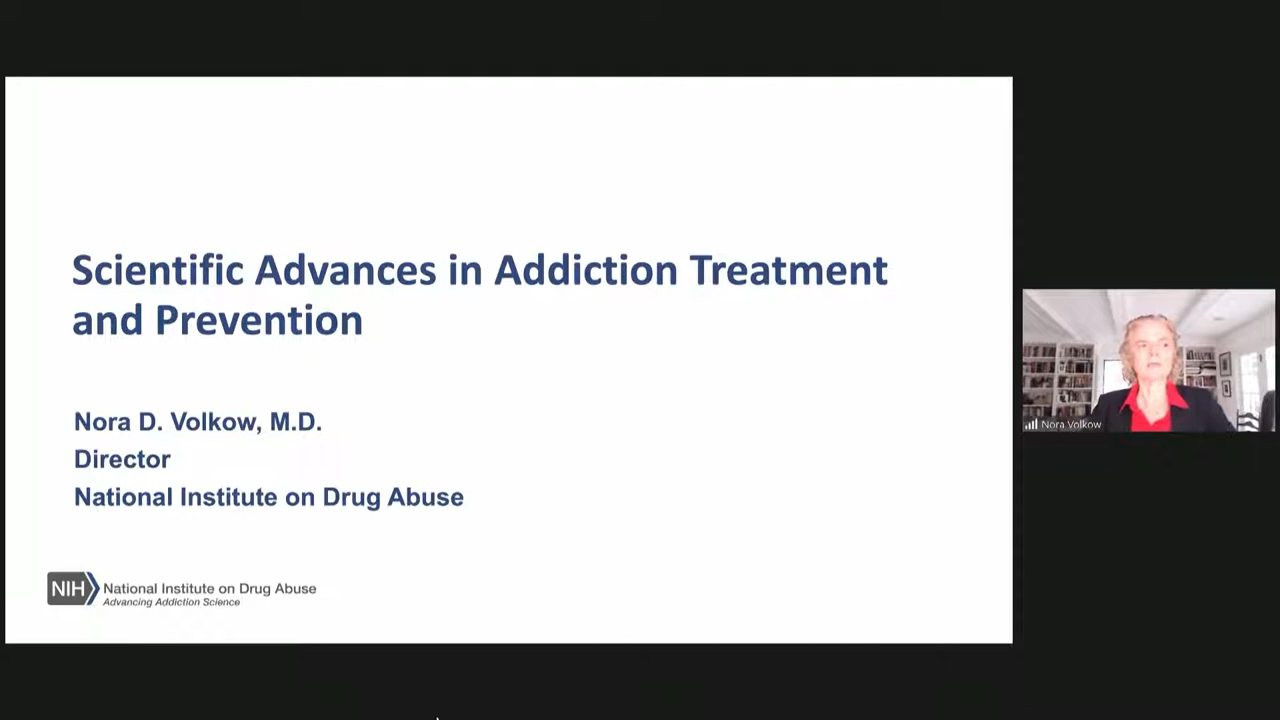 Scientific Advances in Addiction Treatment
and Prevention
Nora D. Volkow, M.D.
Director
National Institute on Drug Abuse
NIH National Institute on Drug Abuse
Advancing Addiction Science
Nora Volkow